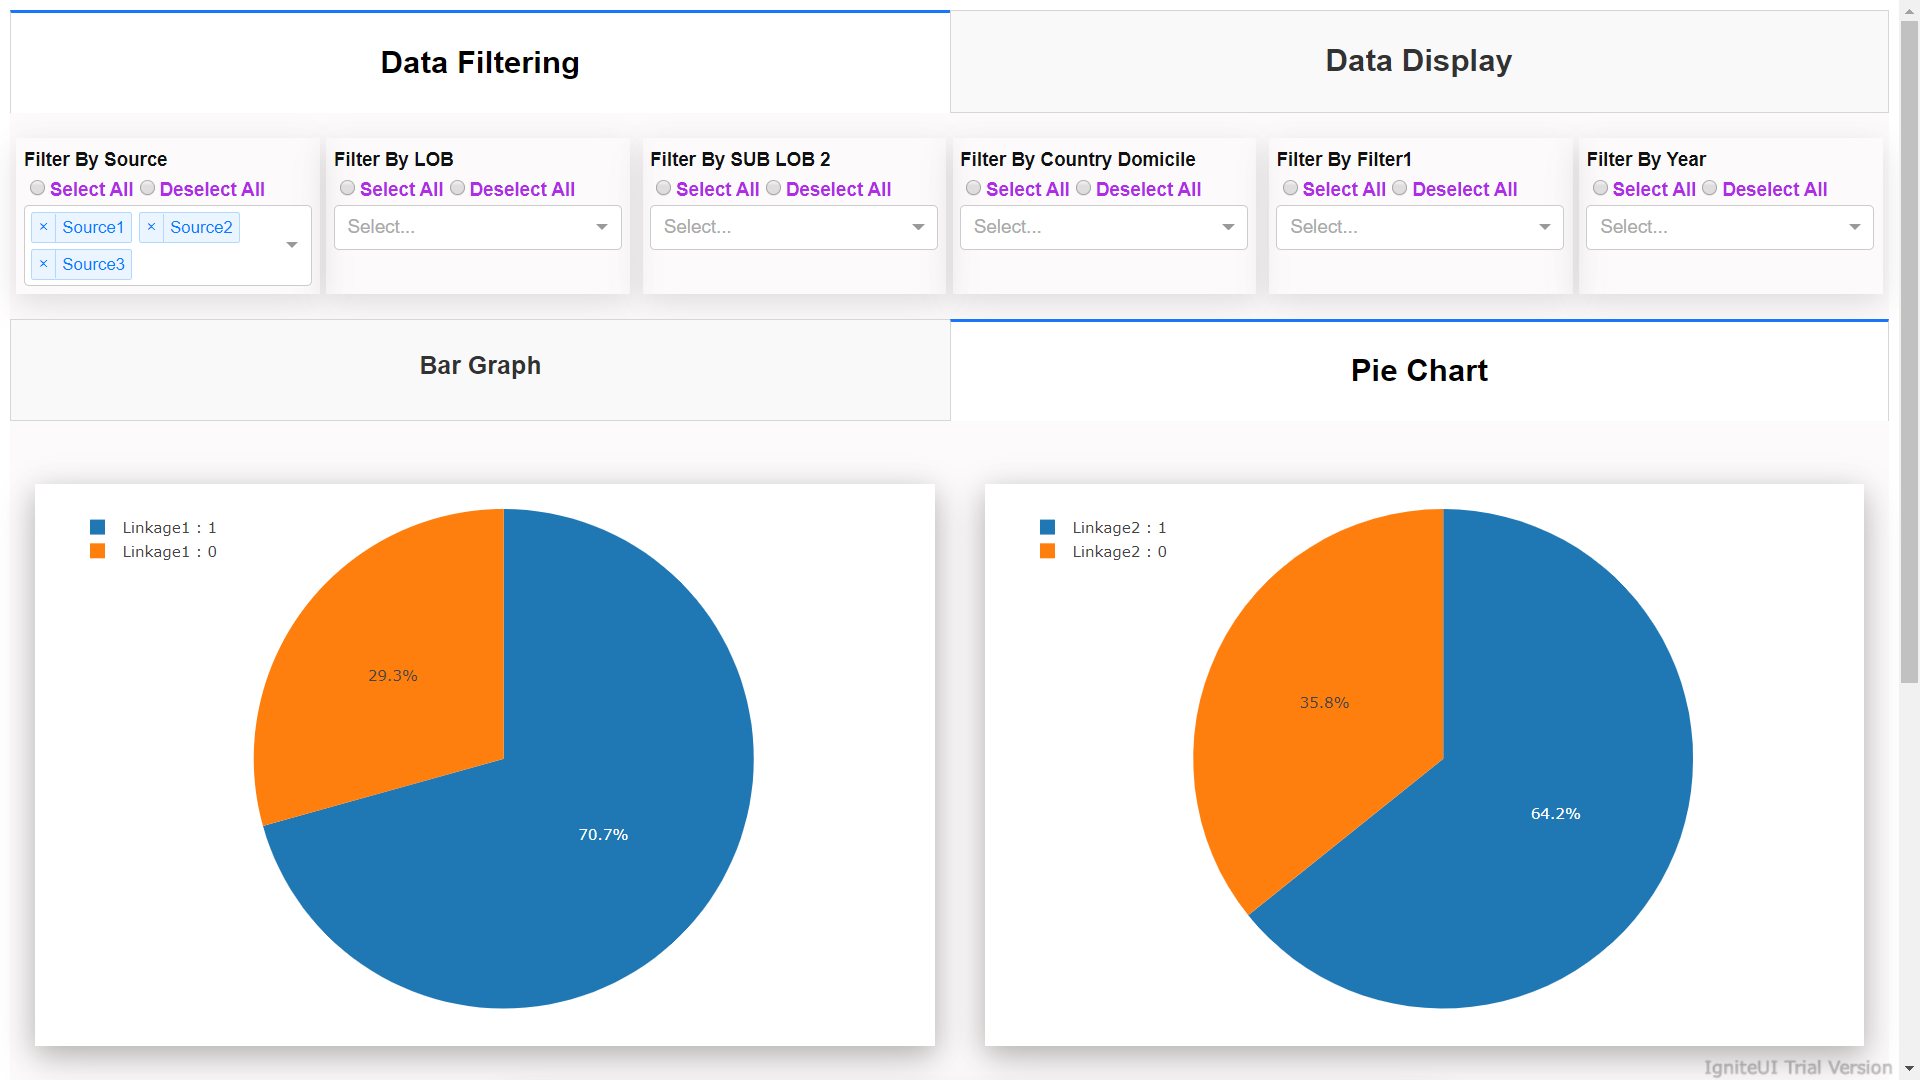 Data Filtering
Data Display
Filter By Source
Select All Deselect All
× Source1 × Source2
× Source3
Filter By LOB
Select All Deselect All
Select...
Filter By SUB LOB 2
Select All Deselect All
Select...
Filter By Country Domicile
Select All Deselect All
Select...
Filter By Filter1
Select All Deselect All
Select...
Filter By Year
Select All Deselect All
Select...
Bar Graph
Pie Chart
Linkage1 : 1
Linkage1 : 0
29.3%
70.7%
Linkage2 : 1
Linkage2 : 0
35.8%
64.2%
IgniteUI Trial Version